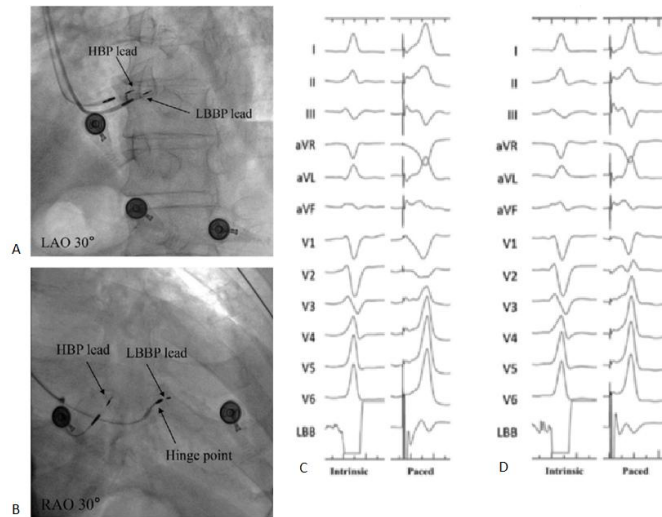 HBP lead
LBBP lead
LAO 30°
A
HBP lead
LBBP lead
Hinge point
RAO 30°
B
I
II
III
aVR
aVL
aVF
V1
V2
V3
V4
V5
V6
LBB
Intrinsic
Paced
C
I
II
III
aVR
aVL
aVF
V1
V2
V3
V4
V5
V6
LBB
Intrinsic
Paced
D